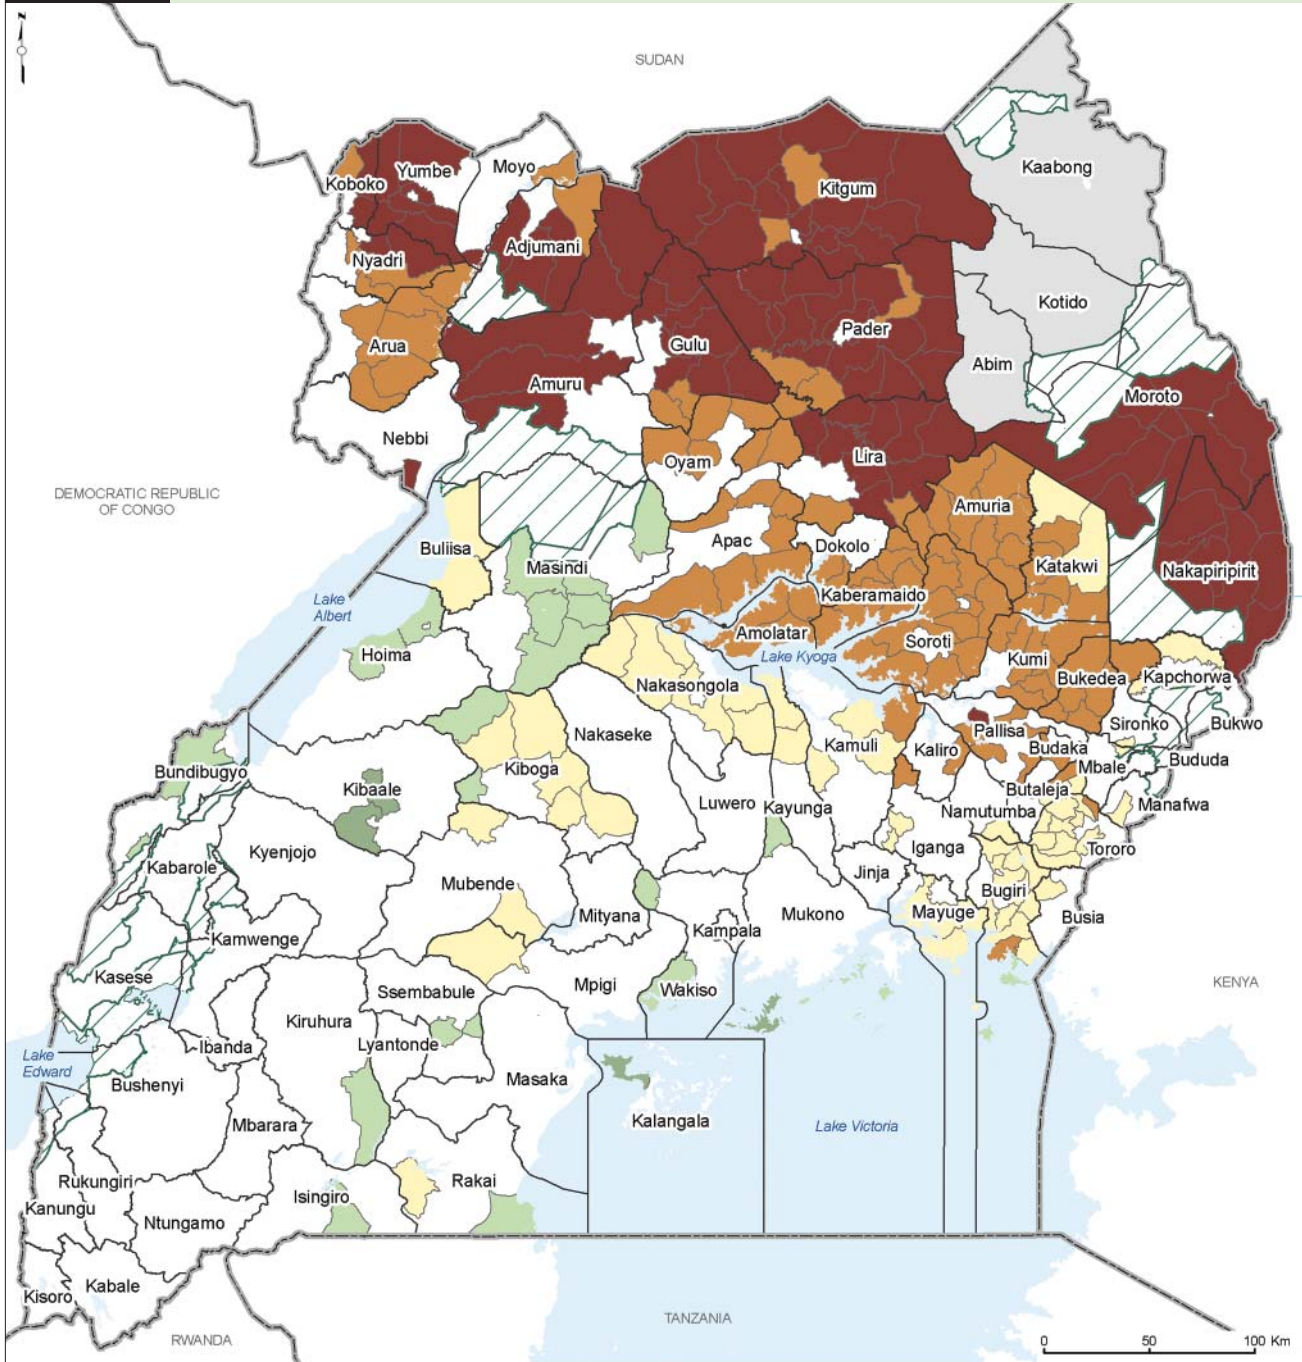 N
SUDAN
Kaabong
Moyo
Yumbe
Koboko
Kitgum
Adjumani
Nyadri
Kotido
Pader
Arua
Gulu
Abim
Amuru
Moroto
Nebbi
Lira
Oyam
DEMOCRATIC REPUBLIC
OF CONGO
Amuria
Apac
Dokolo
Buliisa
Masindi
Katakwi
Nakapiripirit
Kaberamaido
Lake
Albert
Amolatar
Soroti
Hoima
Lake Kyoga
Kumi
Bukedea
Kapchorwa
Nakasongola
Sironko
Bukwo
Nakaseke
Pallisa
Kamuli
Kaliro
Budaka
Bududa
Mbale
Bundibugyo
Kiboga
Kibaale
Butaleja
Luwero
Kayunga
Manafwa
Namutumba
Kyenjojo
Iganga
Tororo
Kabarole
Jinja
Mubende
Bugiri
Mityana
Mukono
Mayuge
Busia
Kampala
Kamwenge
Kasese
Mpigi
Wakiso
KENYA
Ssembabule
Kiruhura
Lyantonde
Ibanda
Lake
Edward
Bushenyi
Masaka
Kalangala
Mbarara
Lake Victoria
Rukungiri
Rakai
Isingiro
Kanungu
Ntungamo
Kabale
Kisoro
TANZANIA
RWANDA
0 50 100 Km